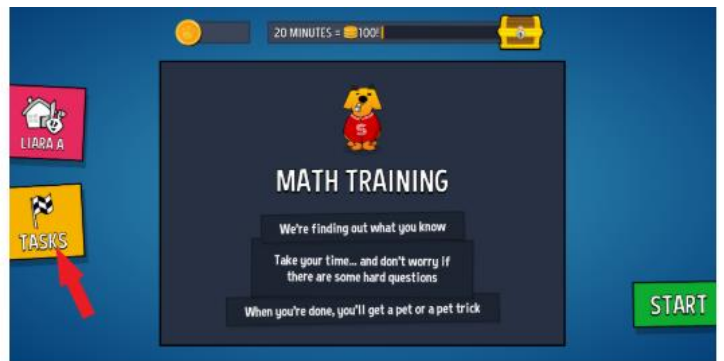 20 MINUTES = 100!
LIARA A
S
MATH TRAINING
We're finding out what you know
TASKS
Take your time... and don't worry if
there are some hard questions
When you're done, you'll get a pet or a pet trick
START